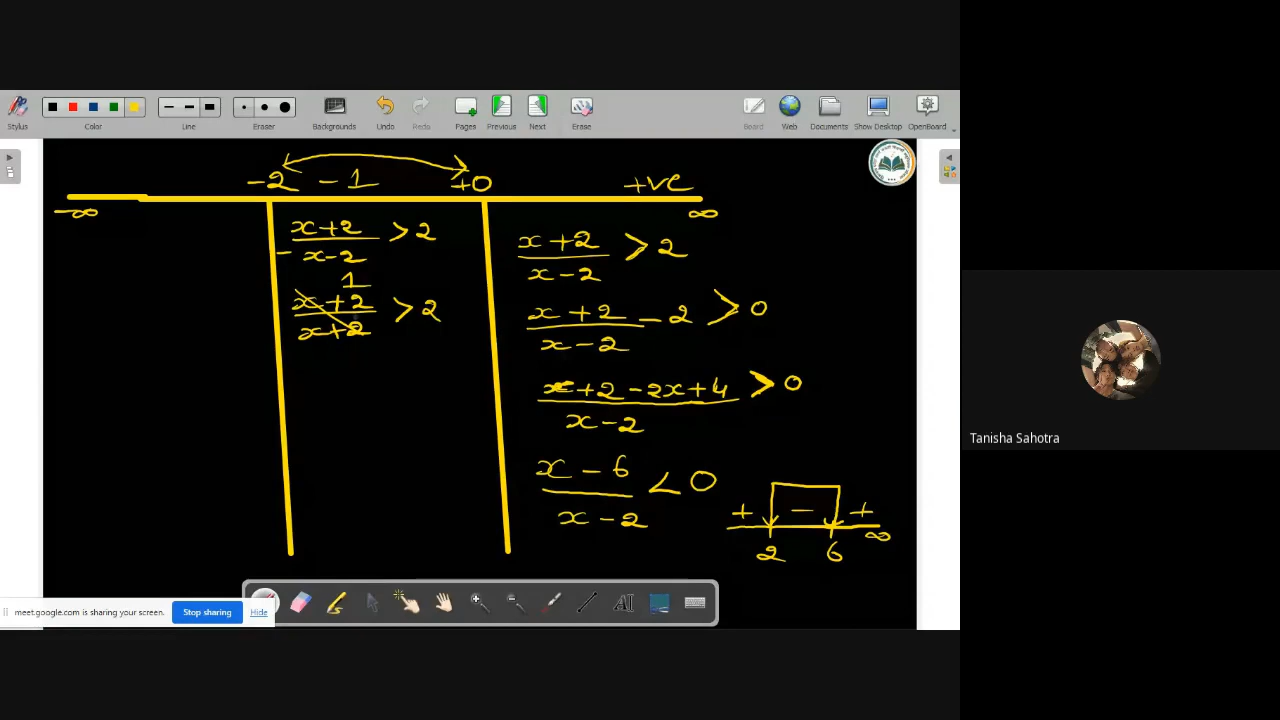 Stylus Color Line Eraser Backgrounds Undo Redo Pages Previous Next Erase Board Web Documents Show Desktop OpenBoard
-2 -1 +0 +ve
-∞ ∞
x+2 / -x-2 > 2
1
x+2 / x+2 > 2
x+2 / x-2 > 2
x+2 / x-2 - 2 > 0
x+2-2x+4 / x-2 > 0
x-6 / x-2 < 0
+ - +
2 6 ∞
meet.google.com is sharing your screen. Stop sharing Hide
Tanisha Sahotra